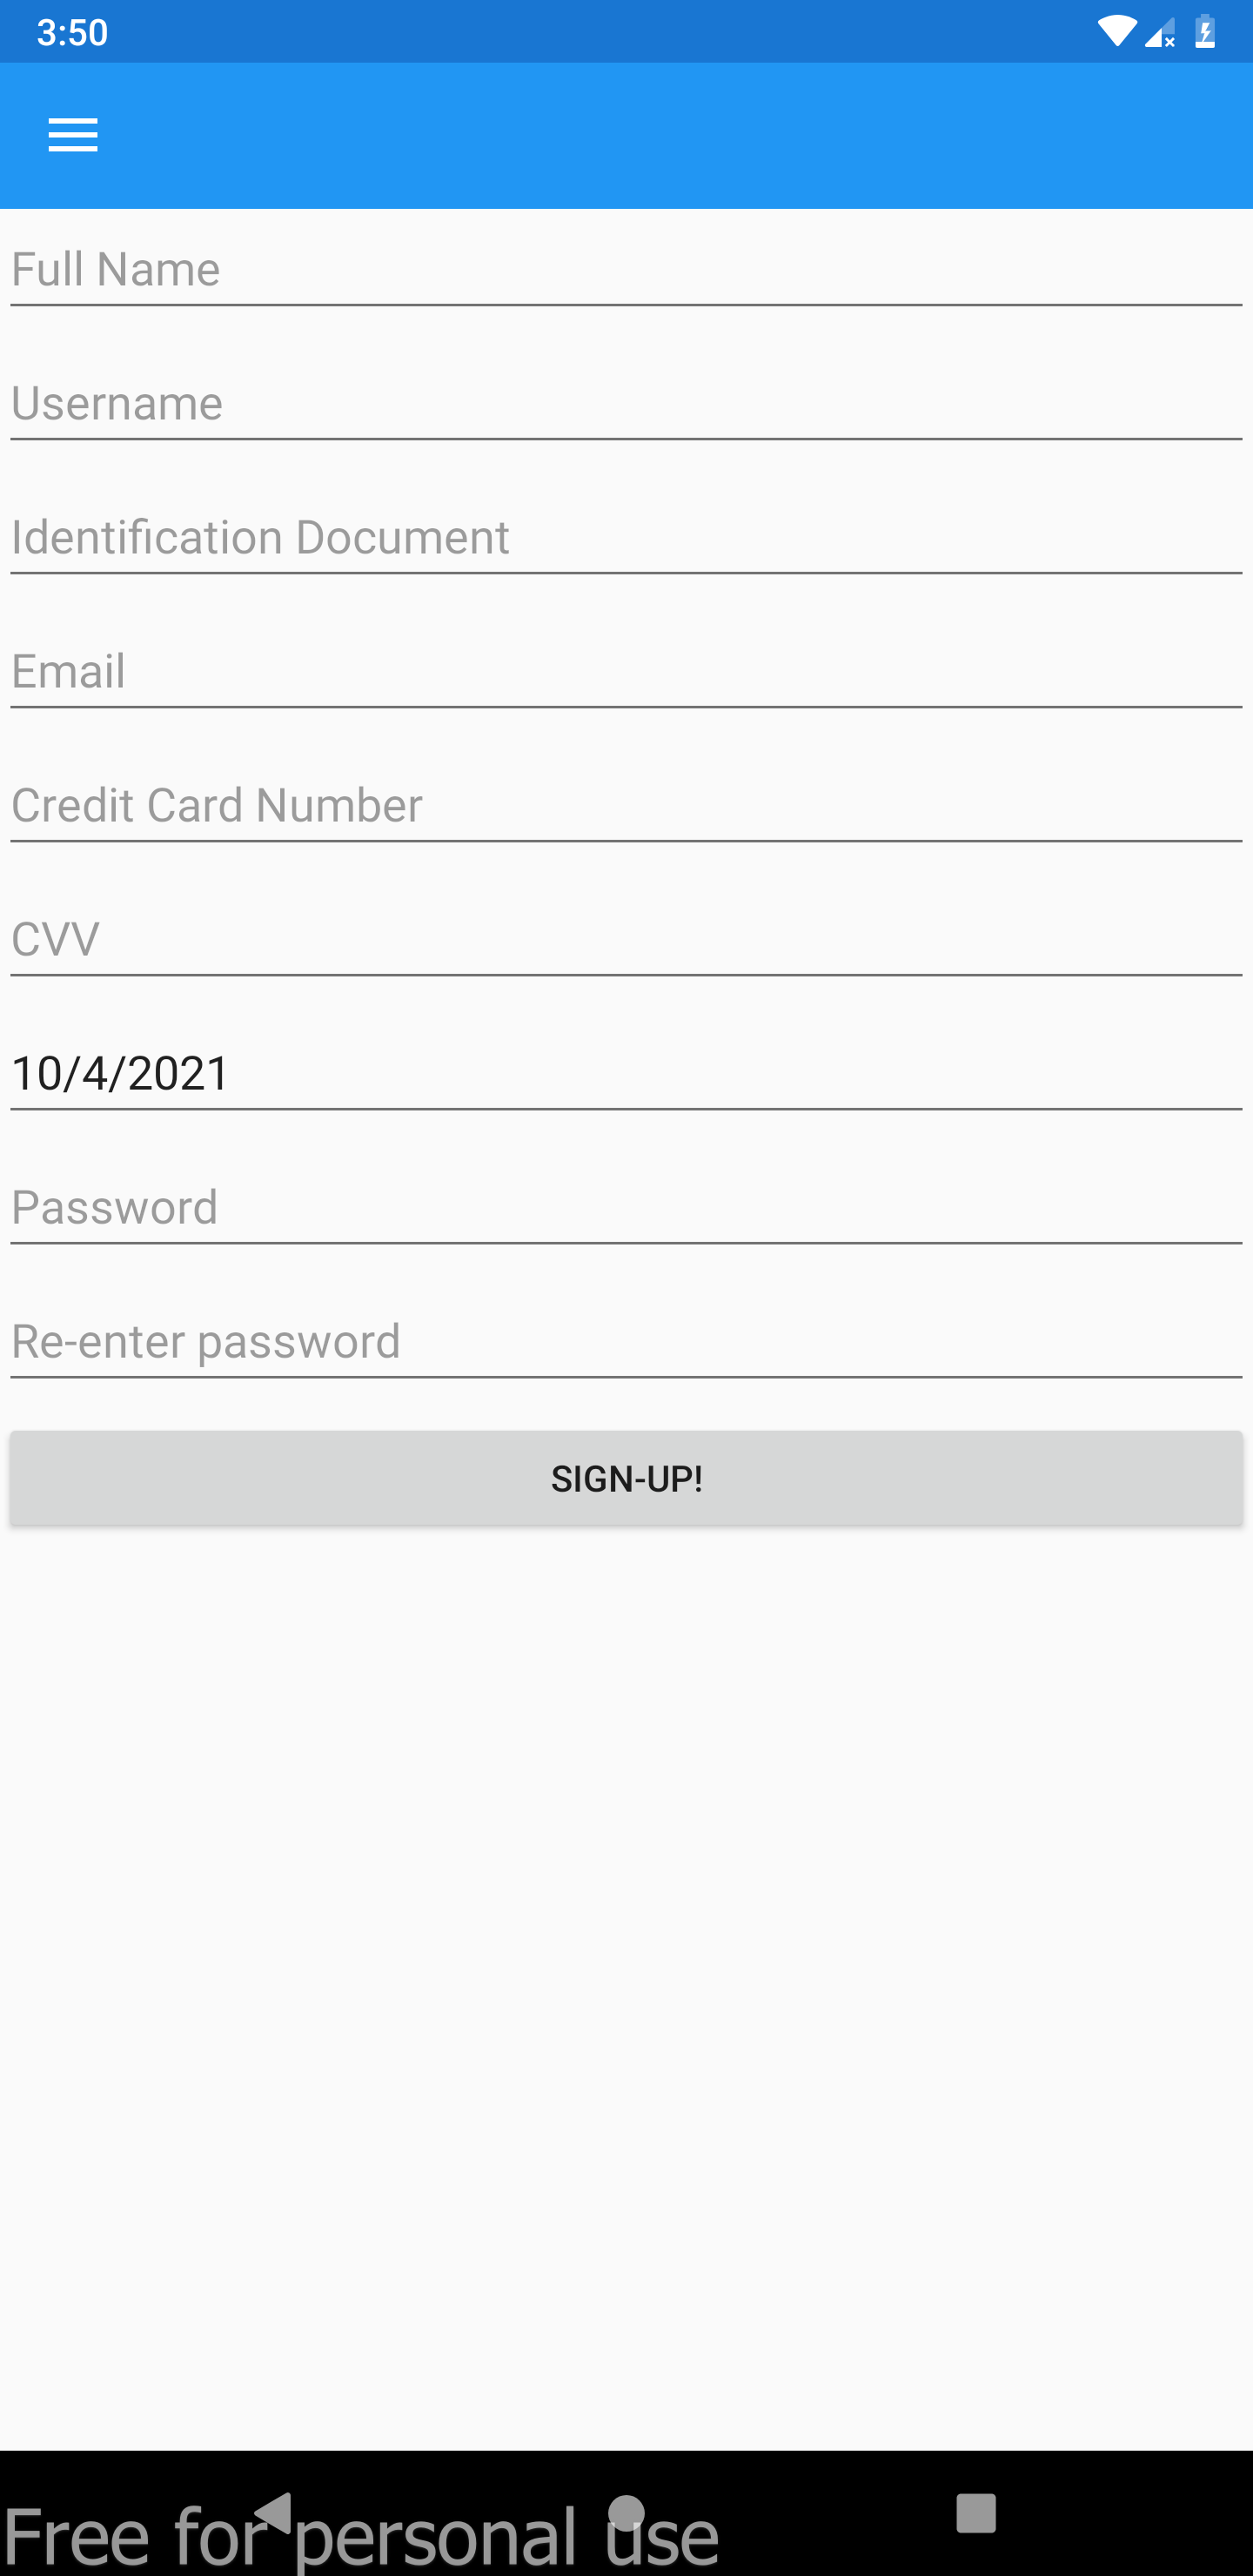 3:50
Full Name
Username
Identification Document
Email
Credit Card Number
CVV
10/4/2021
Password
Re-enter password
SIGN-UP!
Free for personal use